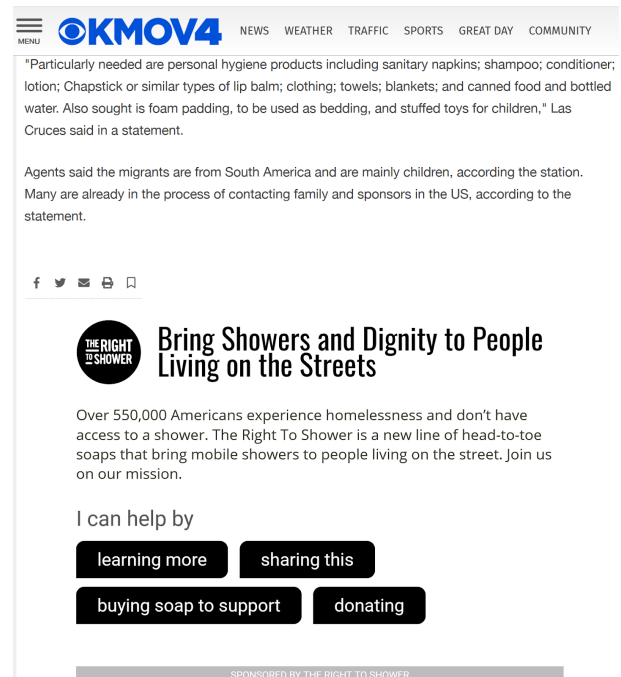 MENU
KMOV4
NEWS WEATHER TRAFFIC SPORTS GREAT DAY COMMUNITY
"Particularly needed are personal hygiene products including sanitary napkins; shampoo; conditioner;
lotion; Chapstick or similar types of lip balm; clothing; towels; blankets; and canned food and bottled
water. Also sought is foam padding, to be used as bedding, and stuffed toys for children," Las
Cruces said in a statement.
Agents said the migrants are from South America and are mainly children, according the station.
Many are already in the process of contacting family and sponsors in the US, according to the
statement.
THE RIGHT
TO SHOWER
Bring Showers and Dignity to People
Living on the Streets
Over 550,000 Americans experience homelessness and don't have
access to a shower. The Right To Shower is a new line of head-to-toe
soaps that bring mobile showers to people living on the street. Join us
on our mission.
I can help by
learning more sharing this
buying soap to support donating
SPONSORED BY THE RIGHT TO SHOWER